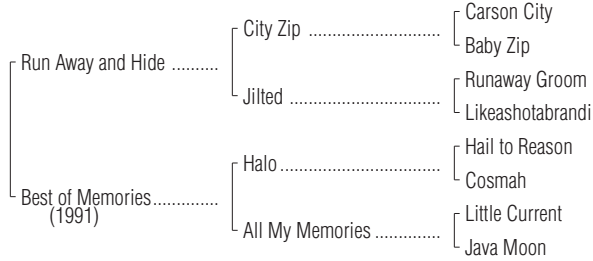 Carson City
City Zip ............................
Baby Zip
Run Away and Hide ..........
Runaway Groom
Jilted ................................
Likeashotabrandi
Hail to Reason
Halo ..................................
Cosmah
Best of Memories..............
(1991)
Little Current
All My Memories ..............
Java Moon